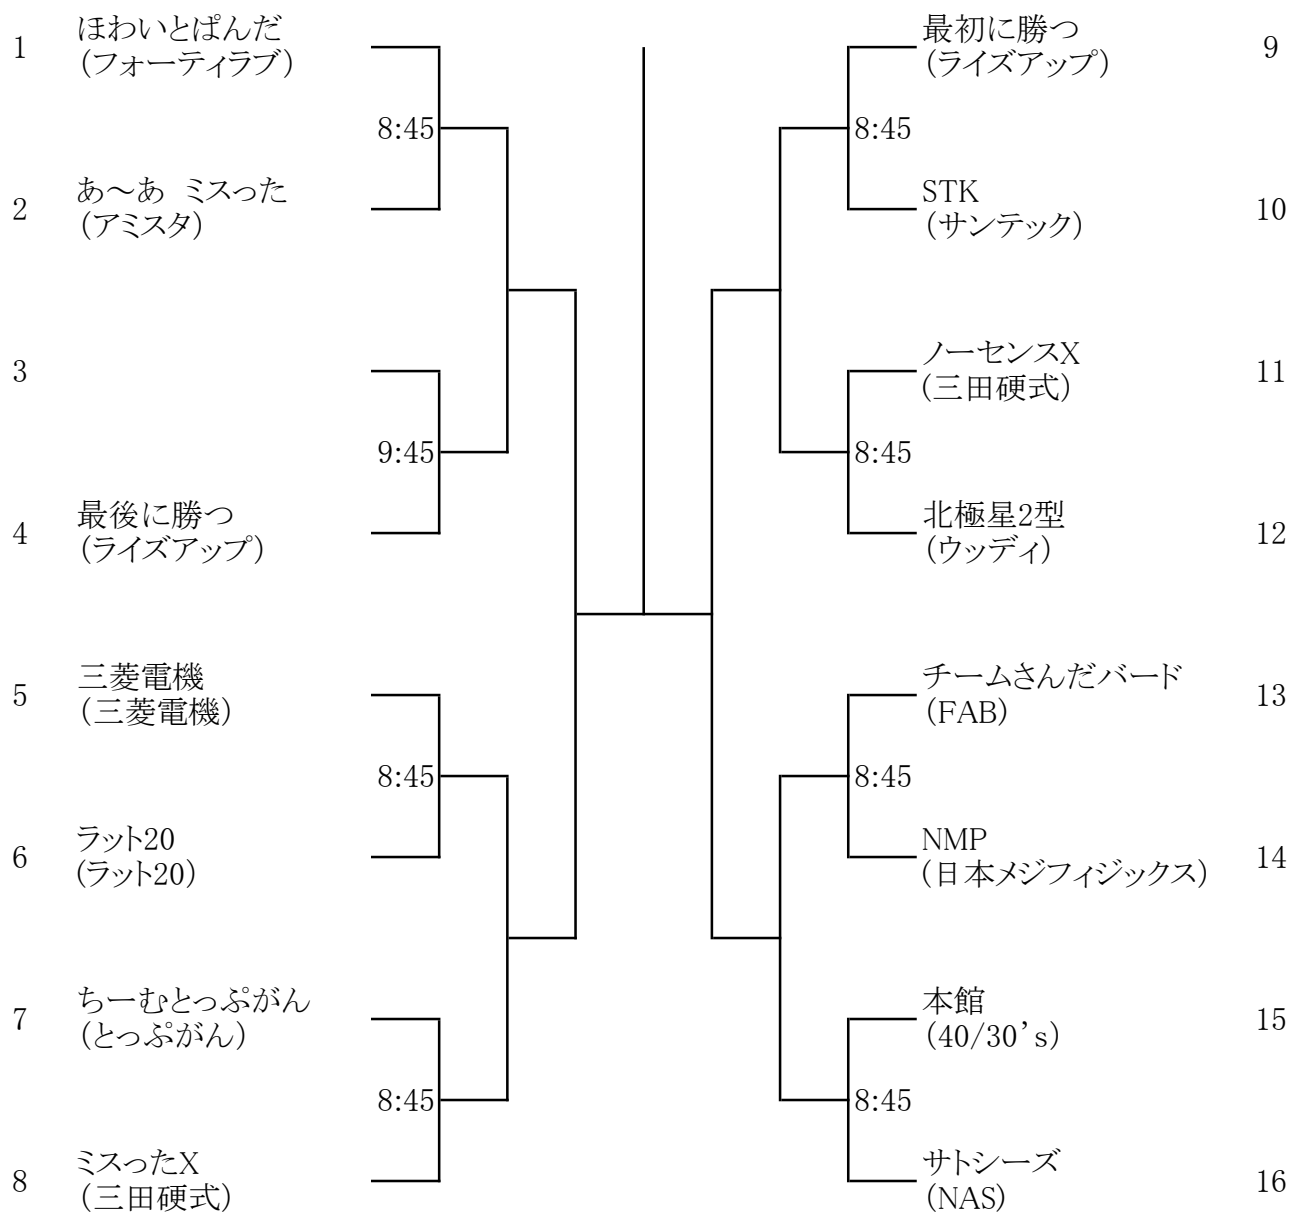 1
ほわいとぱんだ
(フォーティラブ)
8:45
2
あ～あ ミスった
(アミスタ)
3
9:45
4
最後に勝つ
(ライズアップ)
5
三菱電機
(三菱電機)
8:45
6
ラット20
(ラット20)
7
ちーむとっぷがん
(とっぷがん)
8:45
8
ミスったX
(三田硬式)
最初に勝つ
(ライズアップ)
9
8:45
STK
(サンテック)
10
ノーセンスX
(三田硬式)
11
8:45
北極星2型
(ウッディ)
12
チームさんだバード
(FAB)
13
8:45
NMP
(日本メジフィジックス)
14
本館
(40/30's)
15
8:45
サトシーズ
(NAS)
16